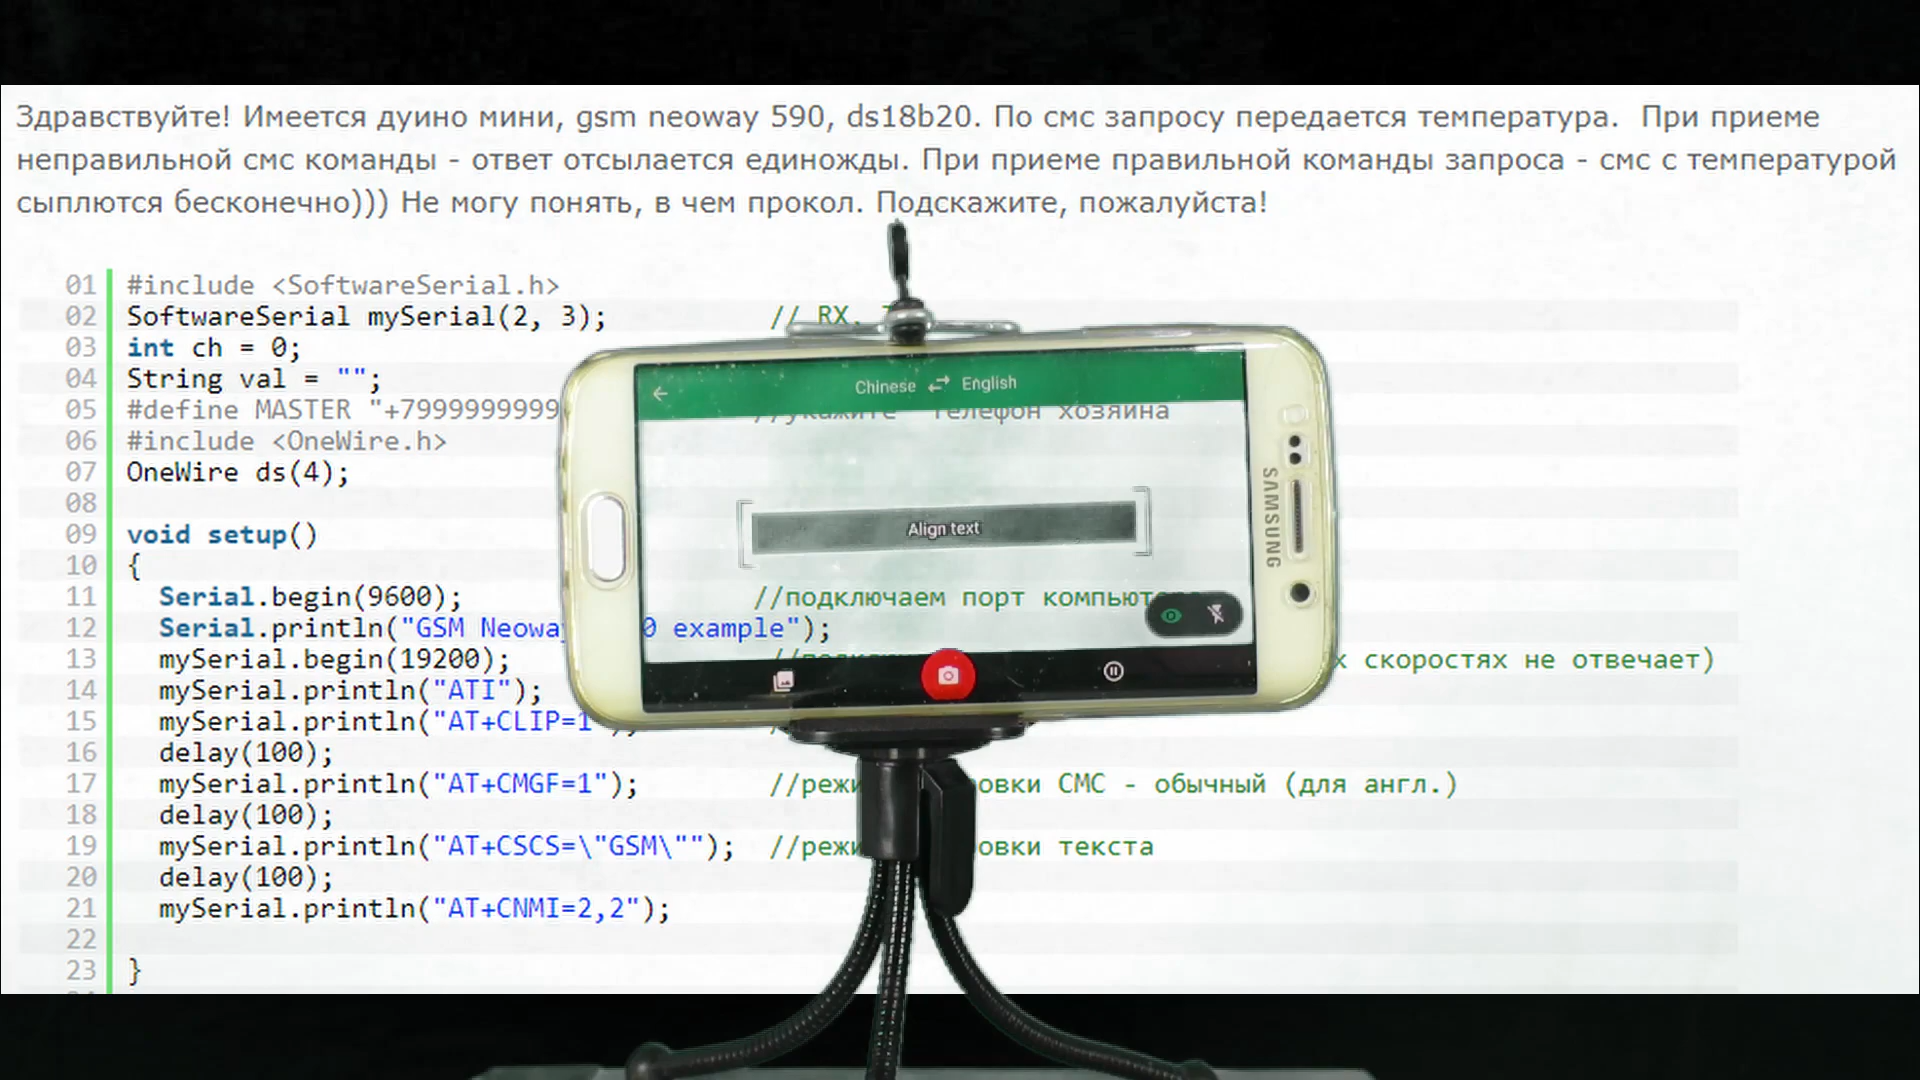 Здравствуйте! Имеется дуино мини, gsm neoway 590, ds18b20. По смс запросу передается температура. При приеме
неправильной смс команды - ответ отсылается единожды. При приеме правильной команды запроса - смс с температурой
сыплются бесконечно))) Не могу понять, в чем прокол. Подскажите, пожалуйста!
01 #include <SoftwareSerial.h>
02 SoftwareSerial mySerial(2, 3); // RX,
03 int ch = 0;
04 String val = "";
05 #define MASTER "+79999999999 //укажите телефон хозяина
06 #include <OneWire.h>
07 OneWire ds(4);
08
09 void setup()
10 {
11 Serial.begin(9600); //подключаем порт
12 Serial.println("GSM 0 example");
13 mySerial.begin(19200); скоростях не отвечает)
14 mySerial.println("ATI");
15 mySerial.println("AT+CLIP=1
16 delay(100);
17 mySerial.println("AT+CMGF=1"); СМС - обычный (для англ.)
18 delay(100);
19 mySerial.println("AT+CSCS=\"GSM\""); текста
20 delay(100);
21 mySerial.println("AT+CNMI=2,2");
22
23 }
Chinese English
Align text
SAMSUNG